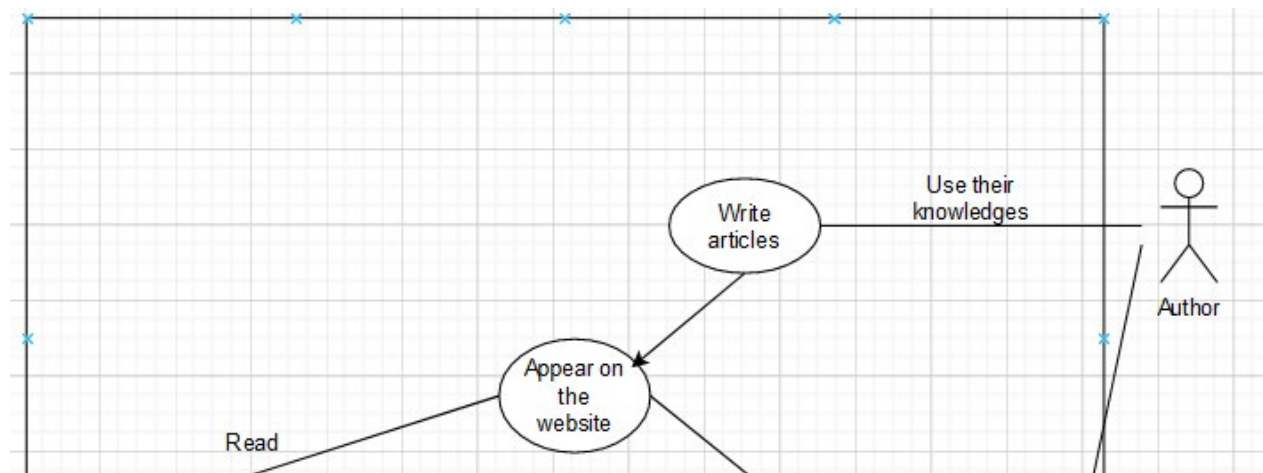 Use their
knowledges
Write
articles
Author
Appear on
the
website
Read